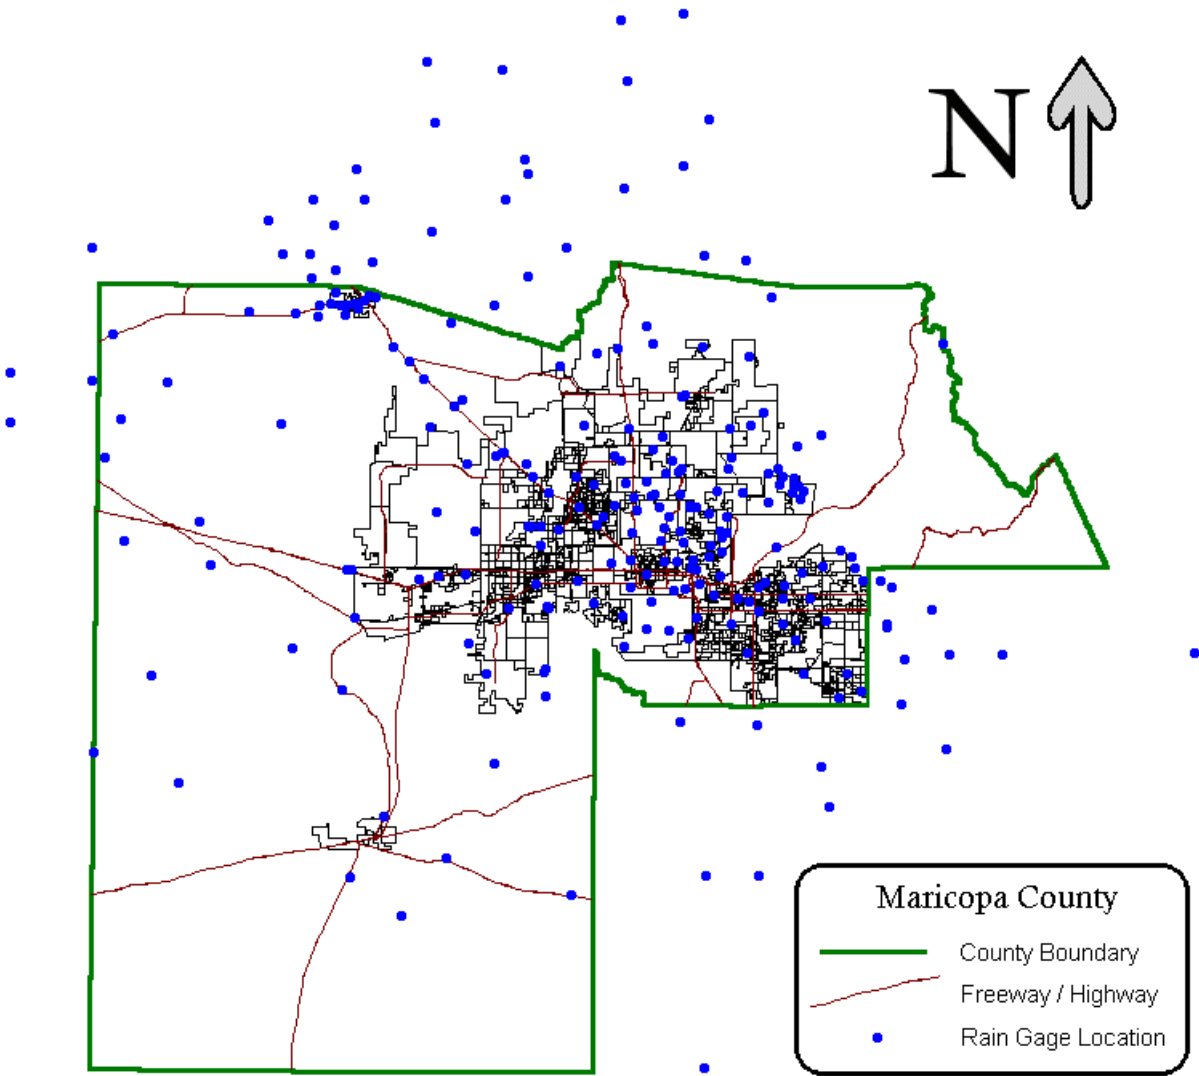 N
Maricopa County
County Boundary
Freeway / Highway
Rain Gage Location